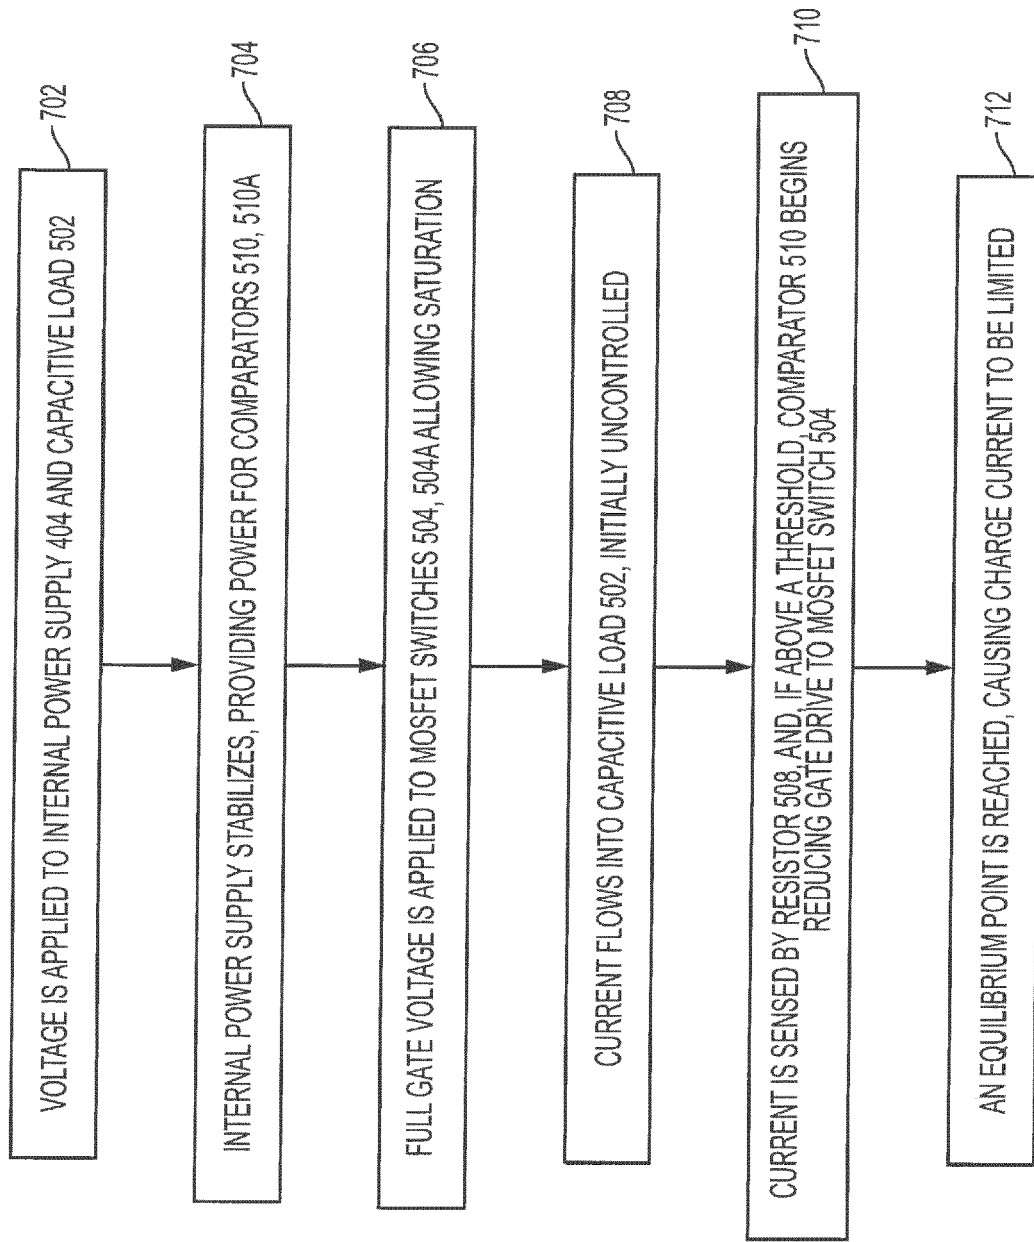 702
VOLTAGE IS APPLIED TO INTERNAL POWER SUPPLY 404 AND CAPACITIVE LOAD 502
704
INTERNAL POWER SUPPLY STABILIZES, PROVIDING POWER FOR COMPARATORS 510, 510A
706
FULL GATE VOLTAGE IS APPLIED TO MOSFET SWITCHES 504, 504A ALLOWING SATURATION
708
CURRENT FLOWS INTO CAPACITIVE LOAD 502, INITIALLY UNCONTROLLED
710
CURRENT IS SENSED BY RESISTOR 508, AND, IF ABOVE A THRESHOLD, COMPARATOR 510 BEGINS
REDUCING GATE DRIVE TO MOSFET SWITCH 504
712
AN EQUILIBRIUM POINT IS REACHED, CAUSING CHARGE CURRENT TO BE LIMITED